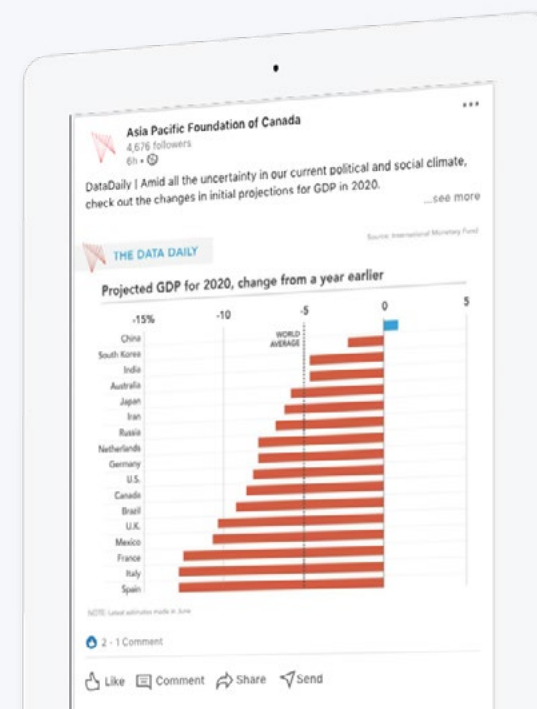 Asia Pacific Foundation of Canada
4,676 followers
6h •
DataDaily | Amid all the uncertainty in our current political and social climate,
check out the changes in initial projections for GDP in 2020.
...see more
THE DATA DAILY
Source: International Monetary Fund
Projected GDP for 2020, change from a year earlier
-15% -10 -5 0 5
WORLD
AVERAGE
China
South Korea
India
Australia
Japan
Iran
Russia
Netherlands
Germany
U.S.
Canada
Brazil
U.K.
Mexico
France
Italy
Spain
NOTE: Latest estimates made in June
2 - 1 Comment
Like Comment Share Send